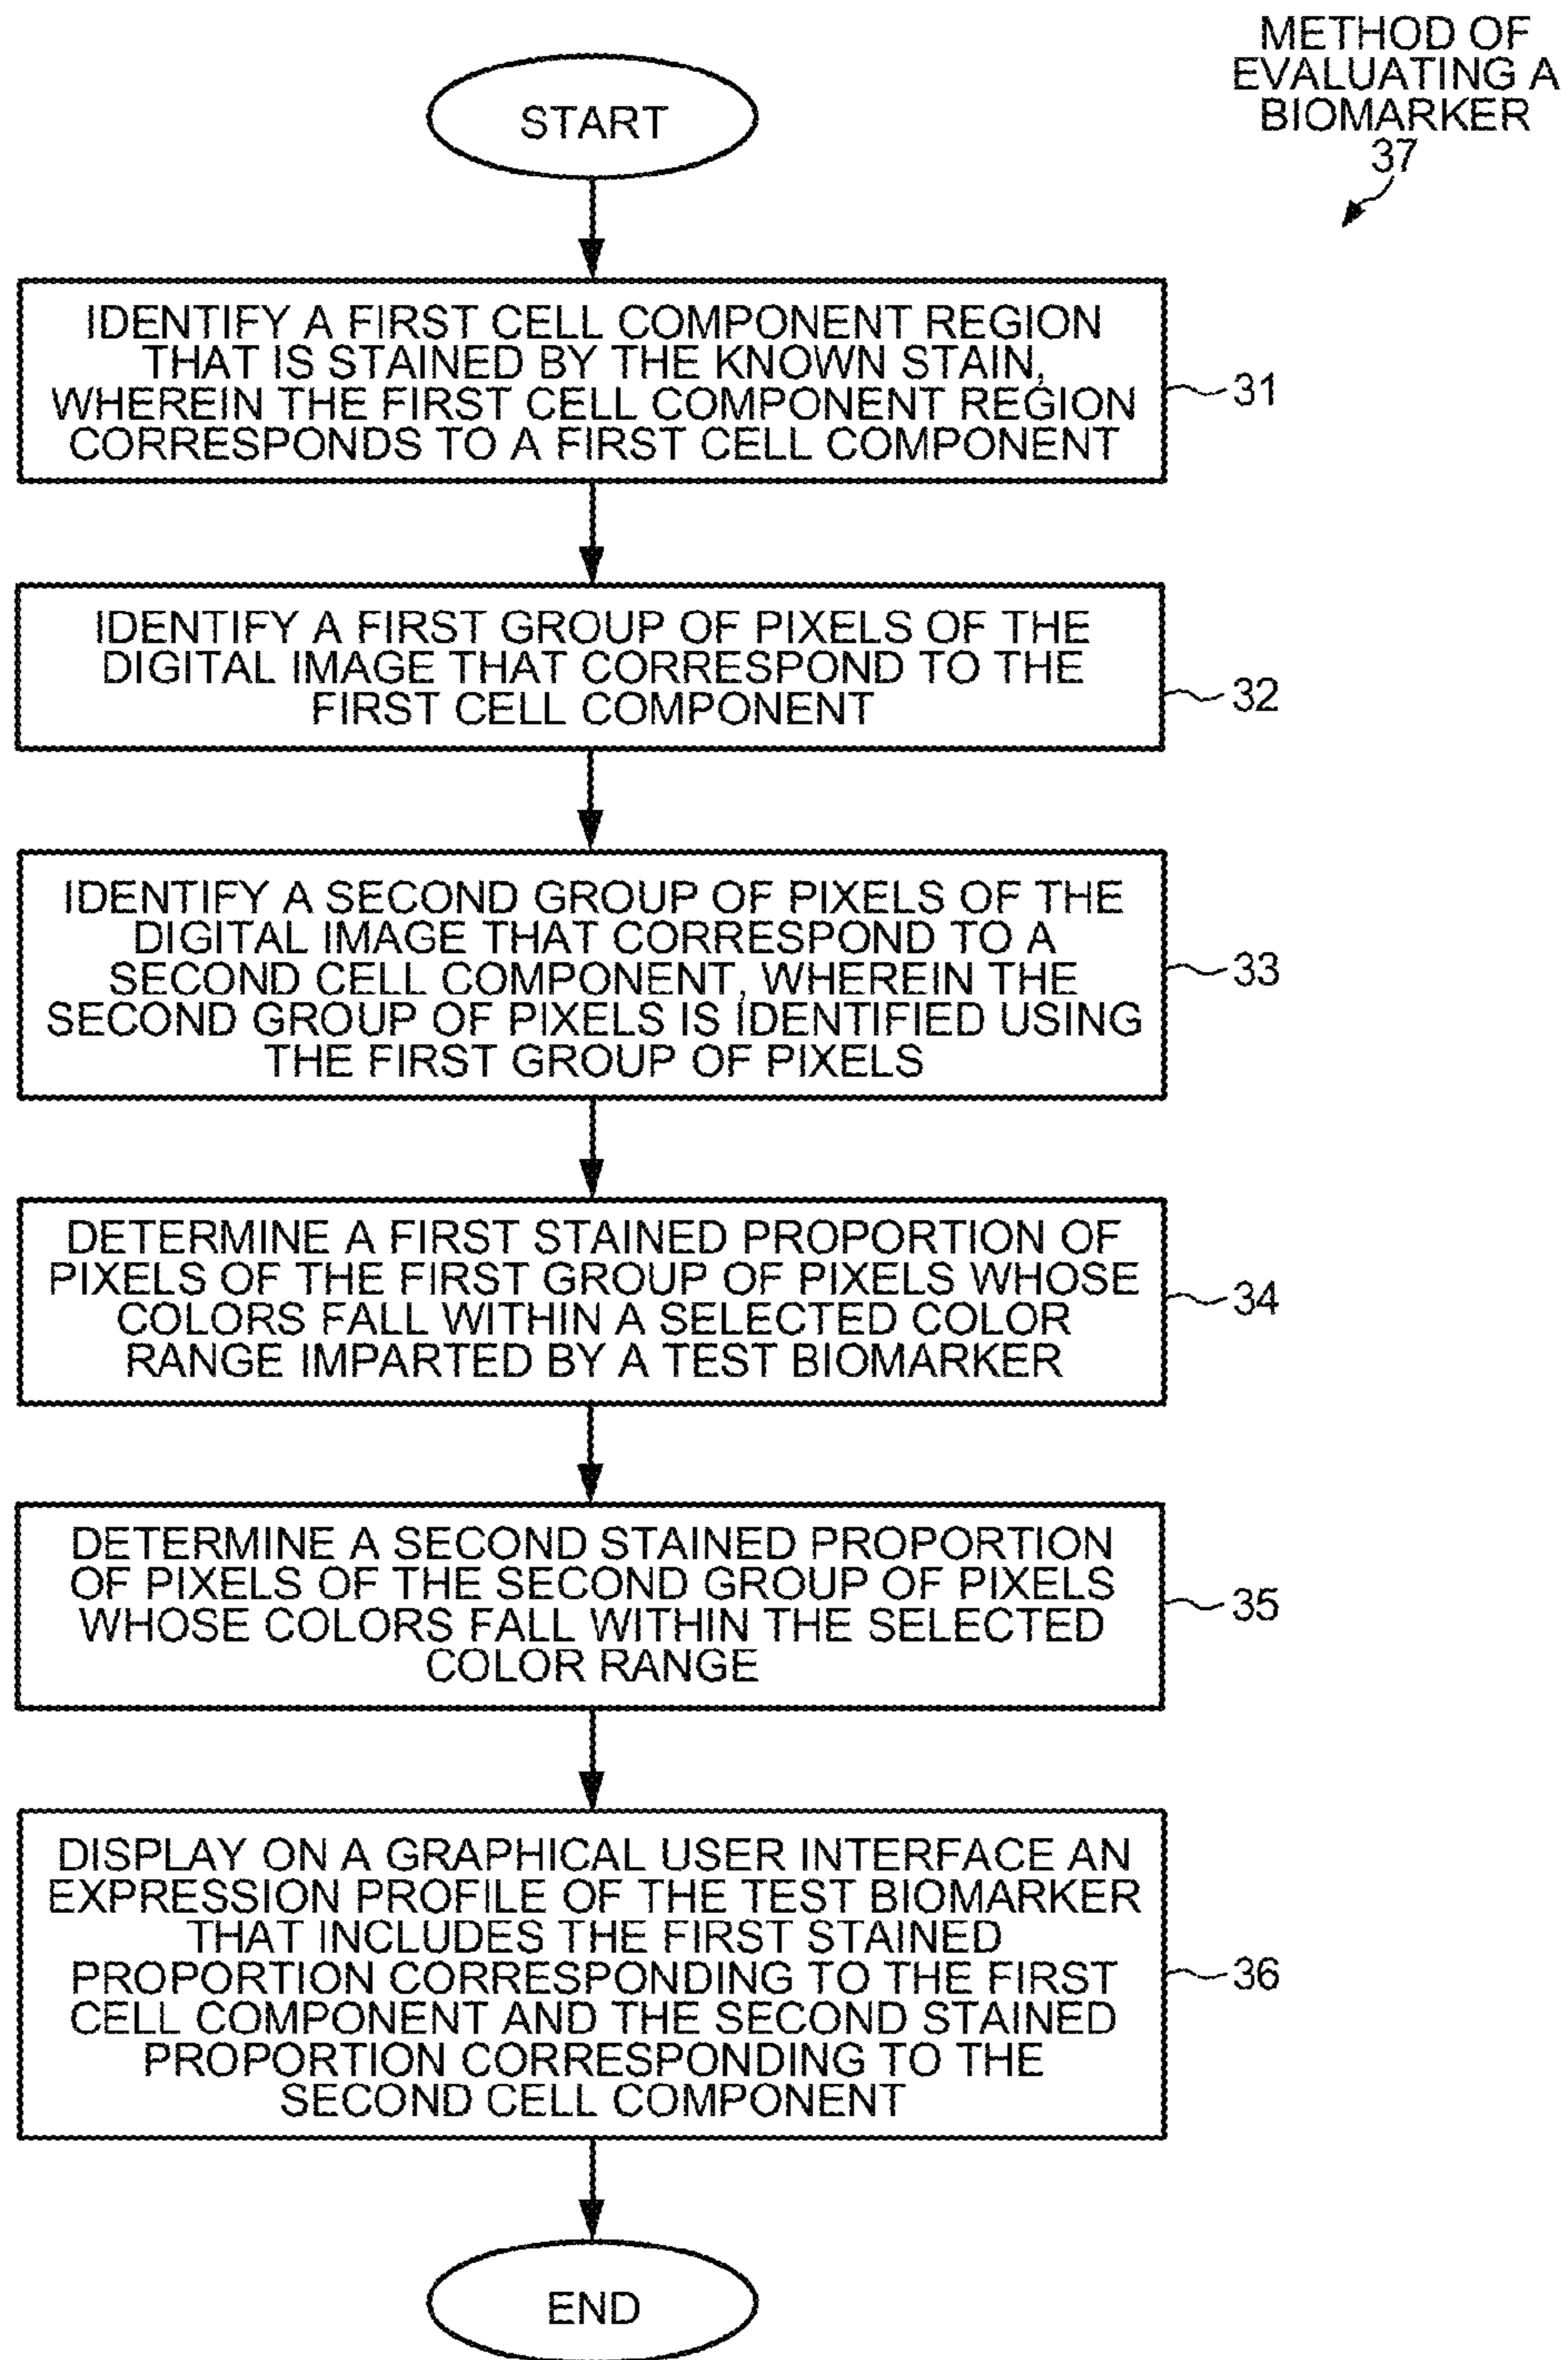 METHOD OF
EVALUATING A
BIOMARKER
37
START
IDENTIFY A FIRST CELL COMPONENT REGION
THAT IS STAINED BY THE KNOWN STAIN,
WHEREIN THE FIRST CELL COMPONENT REGION
CORRESPONDS TO A FIRST CELL COMPONENT
31
IDENTIFY A FIRST GROUP OF PIXELS OF THE
DIGITAL IMAGE THAT CORRESPOND TO THE
FIRST CELL COMPONENT
32
IDENTIFY A SECOND GROUP OF PIXELS OF THE
DIGITAL IMAGE THAT CORRESPOND TO A
SECOND CELL COMPONENT, WHEREIN THE
SECOND GROUP OF PIXELS IS IDENTIFIED USING
THE FIRST GROUP OF PIXELS
33
DETERMINE A FIRST STAINED PROPORTION OF
PIXELS OF THE FIRST GROUP OF PIXELS WHOSE
COLORS FALL WITHIN A SELECTED COLOR
RANGE IMPARTED BY A TEST BIOMARKER
34
DETERMINE A SECOND STAINED PROPORTION
OF PIXELS OF THE SECOND GROUP OF PIXELS
WHOSE COLORS FALL WITHIN THE SELECTED
COLOR RANGE
35
DISPLAY ON A GRAPHICAL USER INTERFACE AN
EXPRESSION PROFILE OF THE TEST BIOMARKER
THAT INCLUDES THE FIRST STAINED
PROPORTION CORRESPONDING TO THE FIRST
CELL COMPONENT AND THE SECOND STAINED
PROPORTION CORRESPONDING TO THE
SECOND CELL COMPONENT
36
END